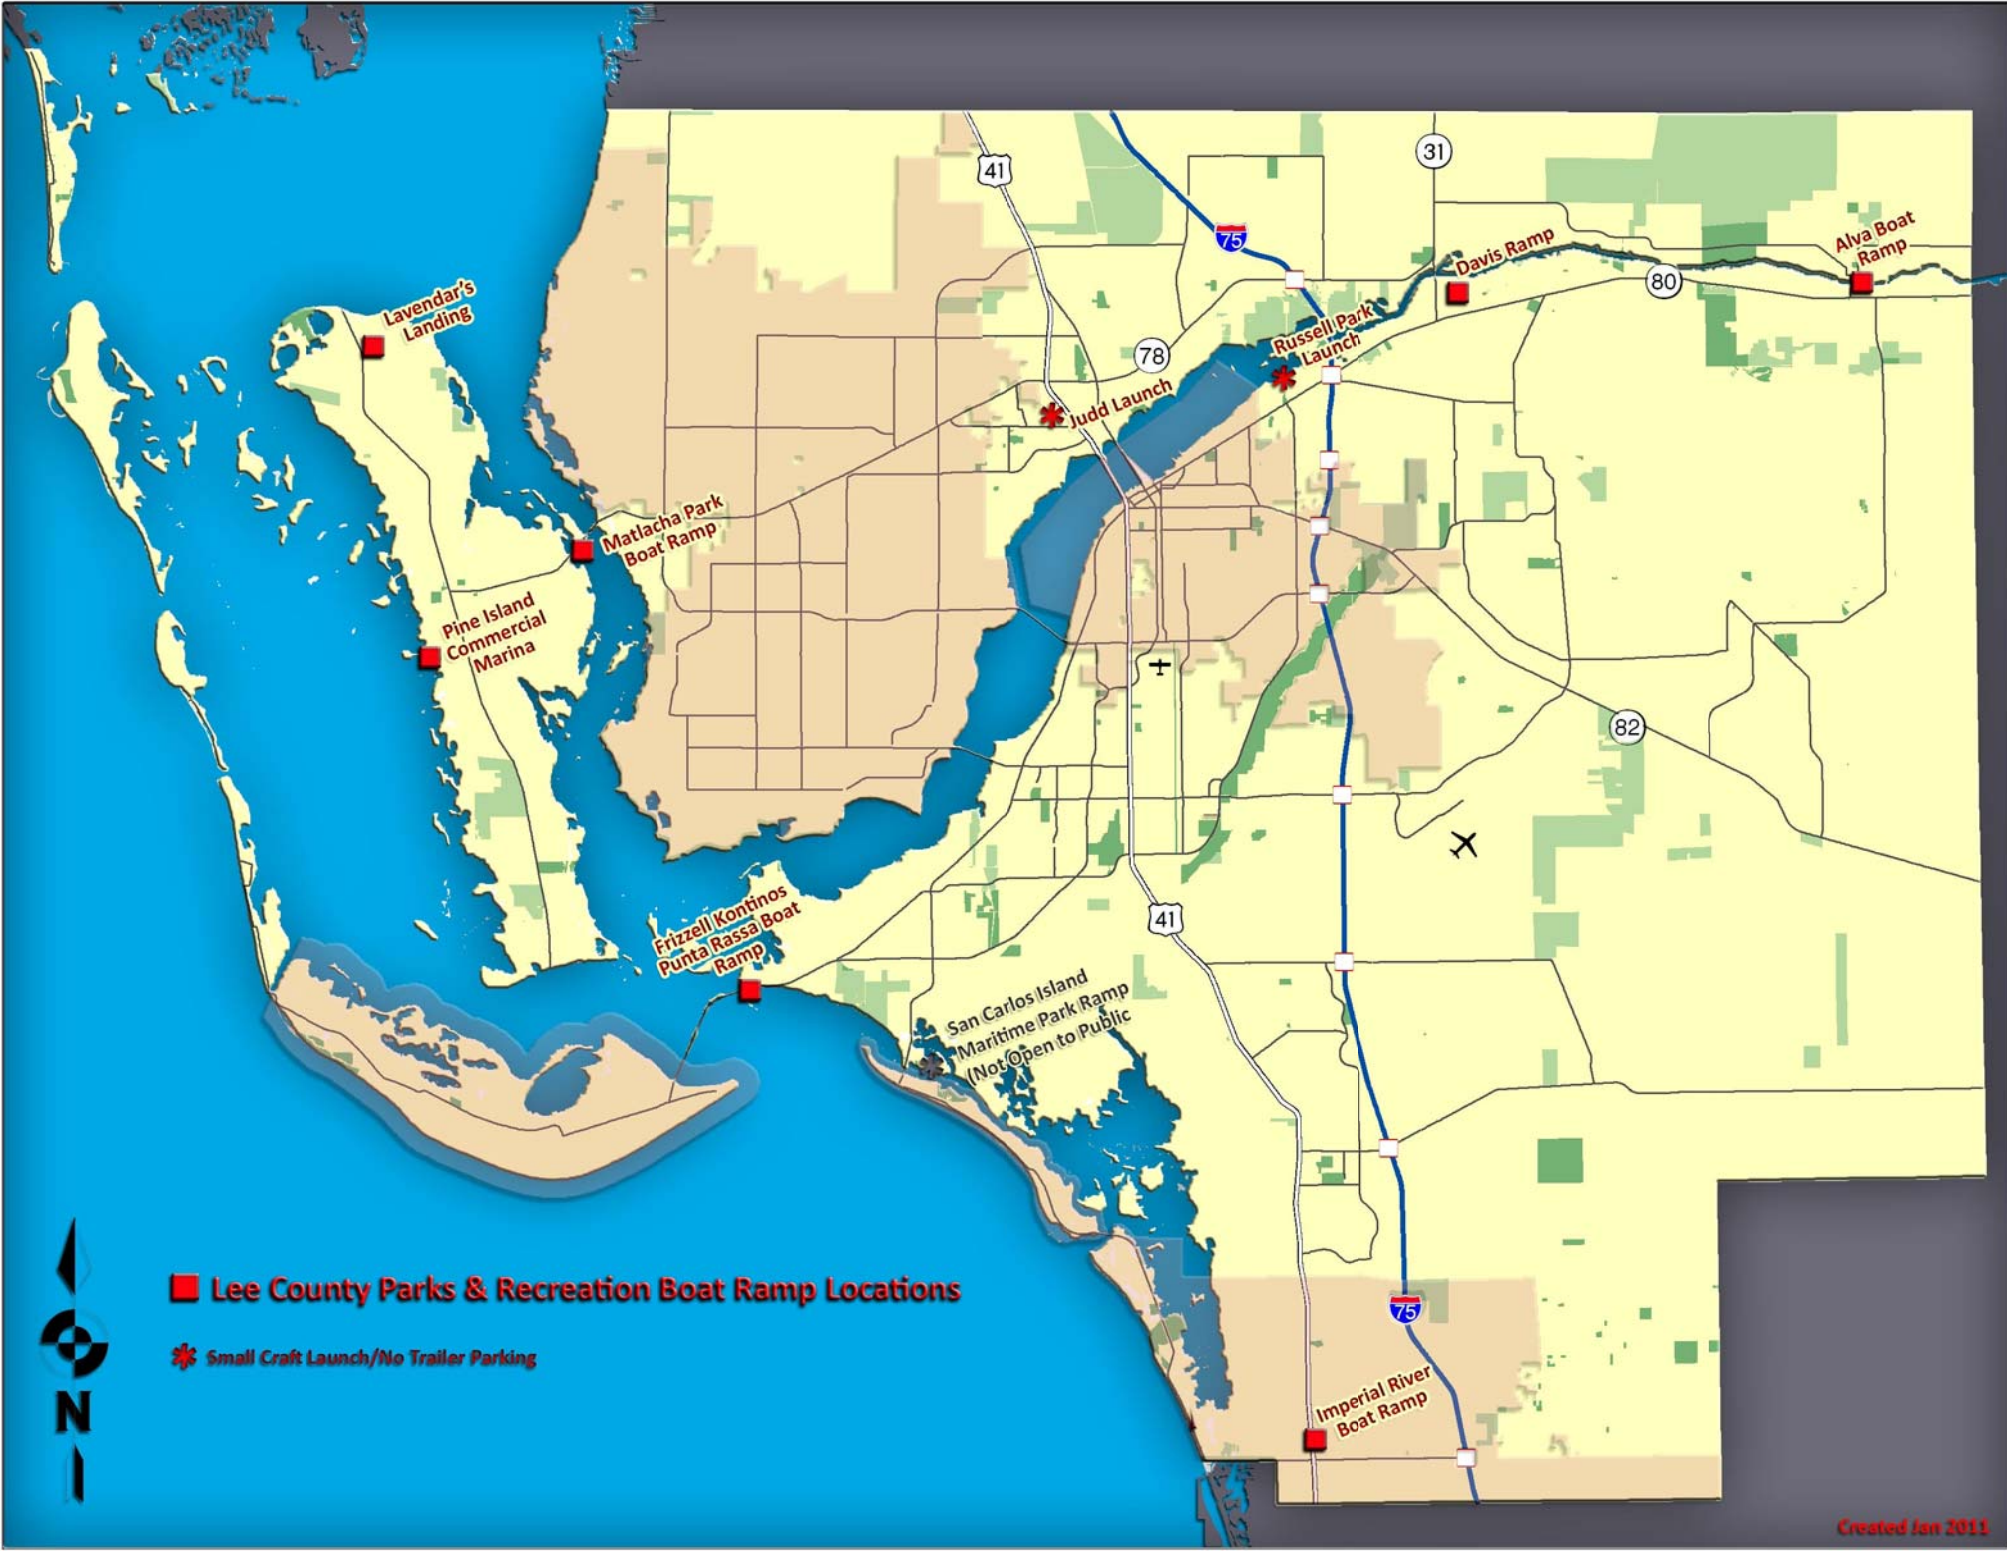 41
31
75
Alva Boat
Ramp
Davis Ramp
80
Lavendar's
Landing
Russell Park
Launch
78
Judd Launch
Matlacha Park
Boat Ramp
Pine Island
Commercial
Marina
82
Frizzell Kontinos
Punta Rassa Boat
Ramp
41
San Carlos Island
Maritime Park Ramp
(Not Open to Public
Lee County Parks & Recreation Boat Ramp Locations
75
Small Craft Launch/No Trailer Parking
Imperial River
Boat Ramp
N
Created Jan 2011